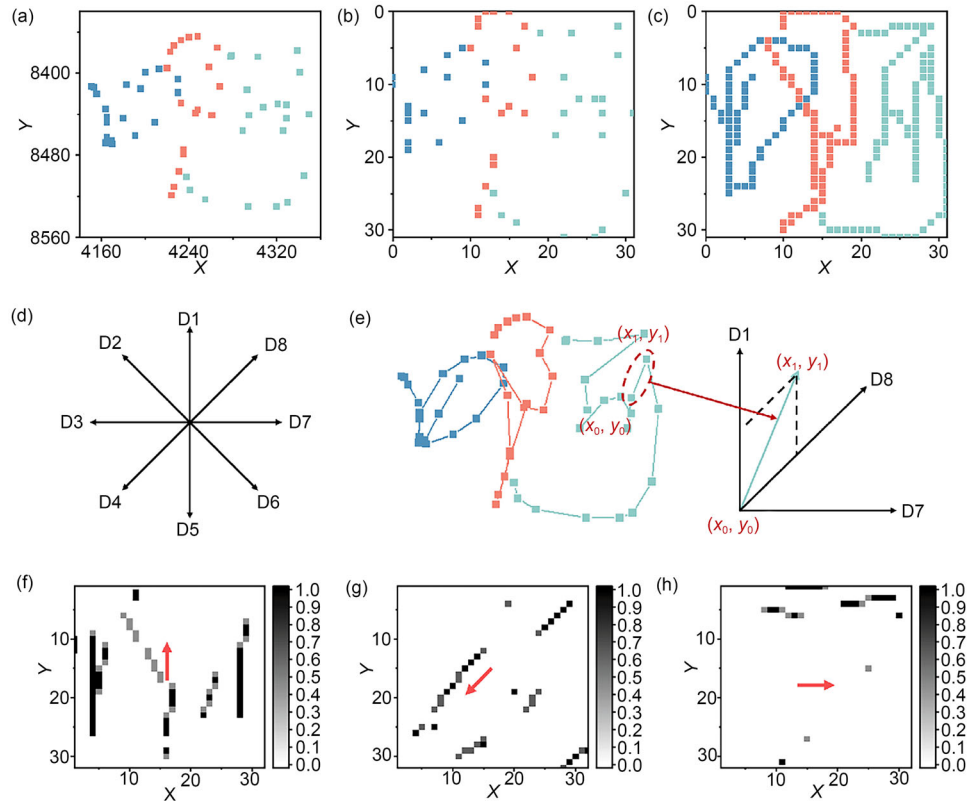 (a) (b) (c)
8400
8480
8560
Y
4160 4240 4320
X
0
10
20
30
Y
0 10 20 30
X
0
10
20
30
Y
0 10 20 30
X
(d) (e)
D1
D2 D8
D3 D7
D4 D6
D5
(x1, y1)
(x0, y0)
D1
(x1, y1)
D8
(x0, y0)
D7
(f) (g) (h)
10
20
30
Y
10 20 30
X
1.0
0.9
0.8
0.7
0.6
0.5
0.4
0.3
0.2
0.1
0.0
10
20
30
Y
10 20 30
X
1.0
0.9
0.8
0.7
0.6
0.5
0.4
0.3
0.2
0.1
0.0
10
20
30
Y
10 20 30
X
1.0
0.9
0.8
0.7
0.6
0.5
0.4
0.3
0.2
0.1
0.0